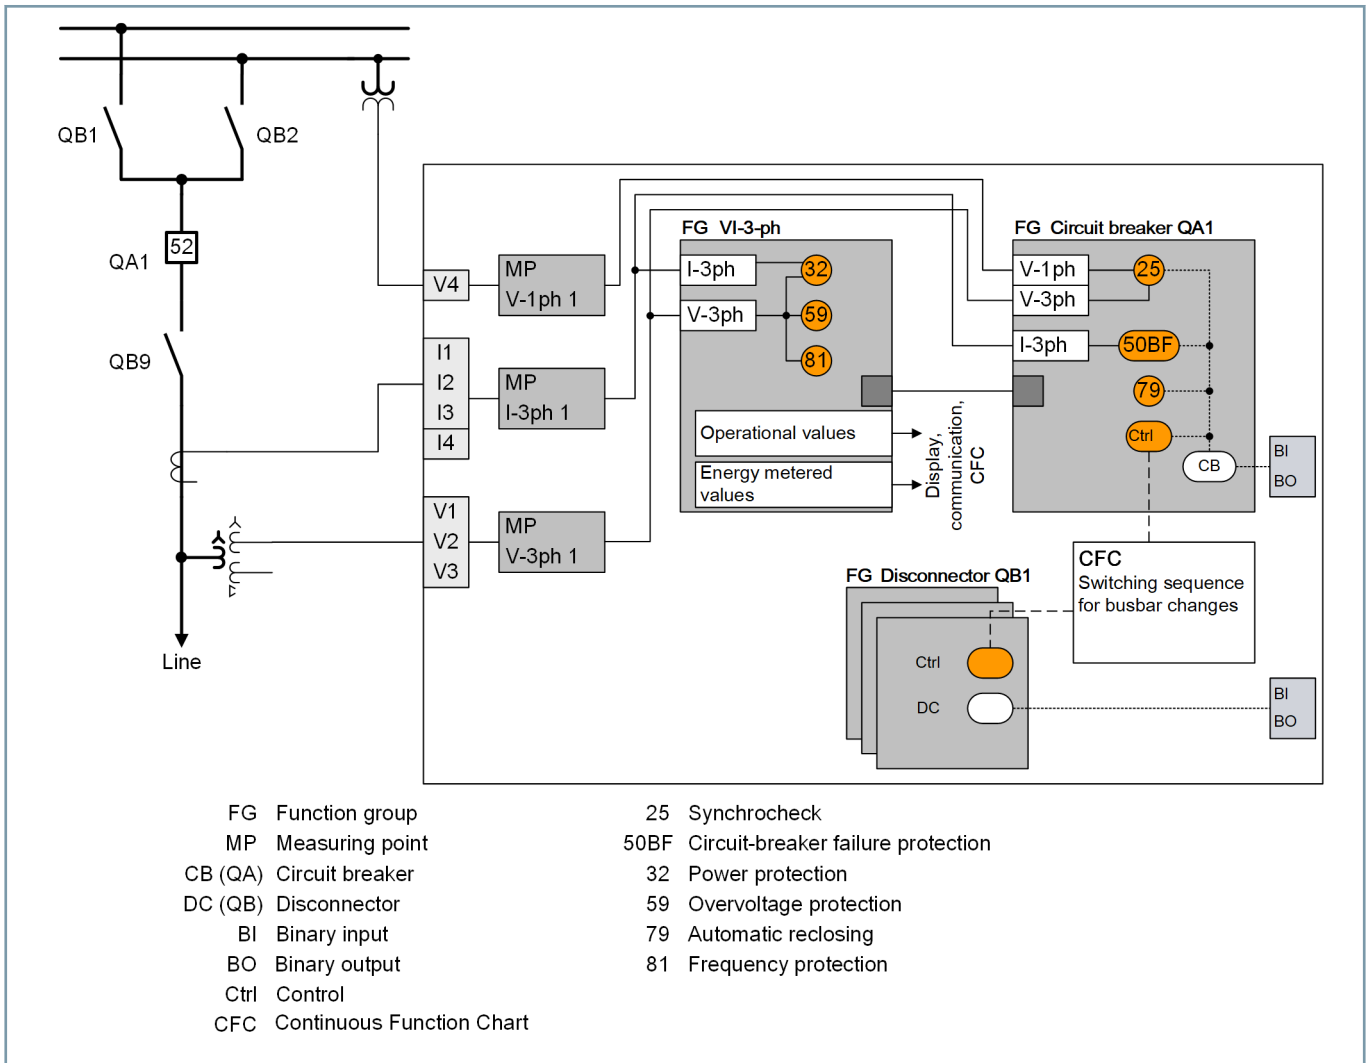 QB1
QB2
QA1
52
QB9
Line
V4
I1
I2
I3
I4
V1
V2
V3
MP
V-1ph 1
MP
I-3ph 1
MP
V-3ph 1
FG VI-3-ph
I-3ph
V-3ph
32
59
81
Operational values
Energy metered
values
Display,
communication,
CFC
FG Circuit breaker QA1
V-1ph
V-3ph
I-3ph
25
50BF
79
Ctrl
CB
BI
BO
CFC
Switching sequence
for busbar changes
FG Disconnector QB1
Ctrl
DC
BI
BO
FG Function group
MP Measuring point
CB (QA) Circuit breaker
DC (QB) Disconnector
BI Binary input
BO Binary output
Ctrl Control
CFC Continuous Function Chart
25 Synchrocheck
50BF Circuit-breaker failure protection
32 Power protection
59 Overvoltage protection
79 Automatic reclosing
81 Frequency protection